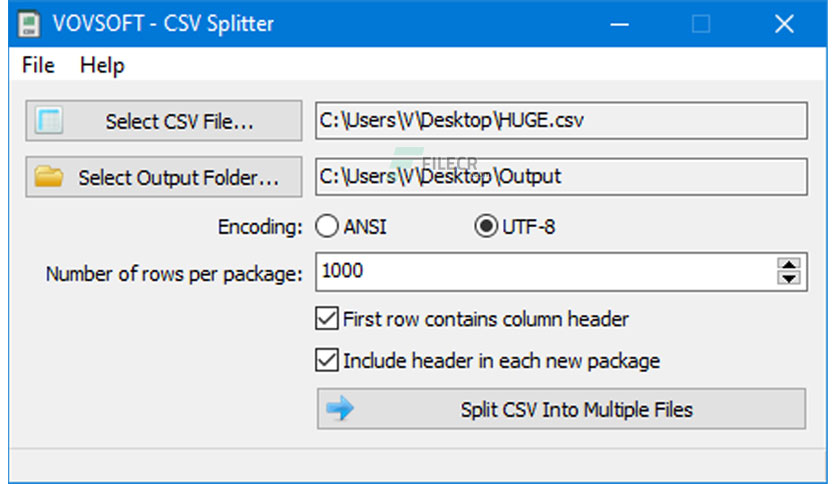 VOVSOFT - CSV Splitter
File Help
Select CSV File... C:\Users\V\Desktop\HUGE.csv
FILECR
Select Output Folder... C:\Users\V\Desktop\Output
Encoding: ANSI UTF-8
Number of rows per package: 1000
First row contains column header
Include header in each new package
Split CSV Into Multiple Files